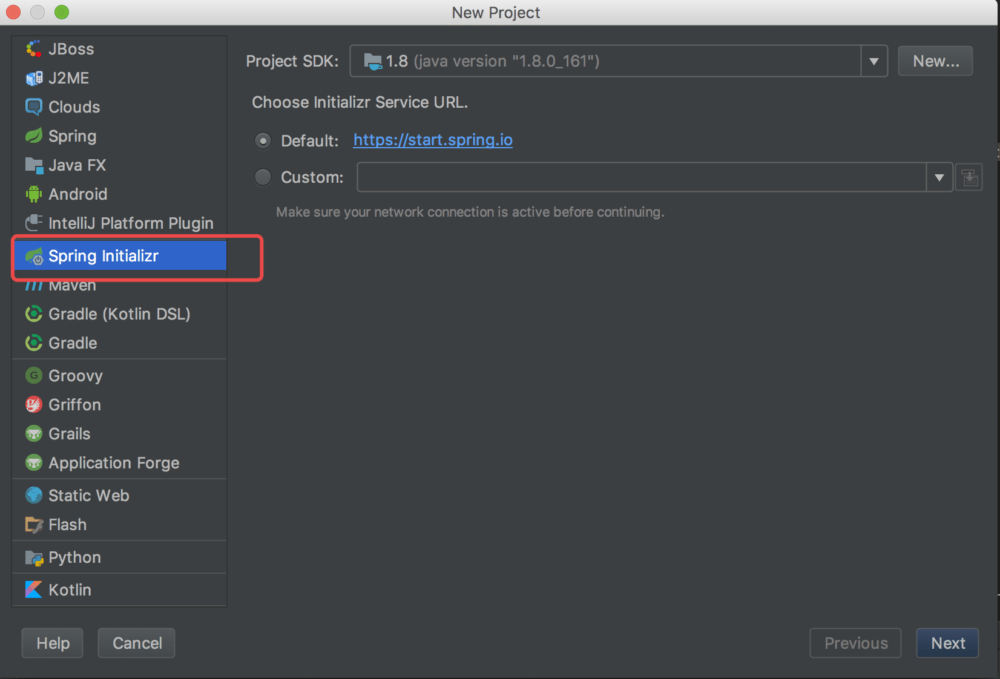 New Project
JBoss
J2ME
Clouds
Spring
Java FX
Android
IntelliJ Platform Plugin
Spring Initializr
Maven
Gradle (Kotlin DSL)
Gradle
Groovy
Griffon
Grails
Application Forge
Static Web
Flash
Python
Kotlin
Project SDK: 1.8 (java version "1.8.0_161") New...
Choose Initializr Service URL.
Default: https://start.spring.io
Custom:
Make sure your network connection is active before continuing.
Help Cancel Previous Next